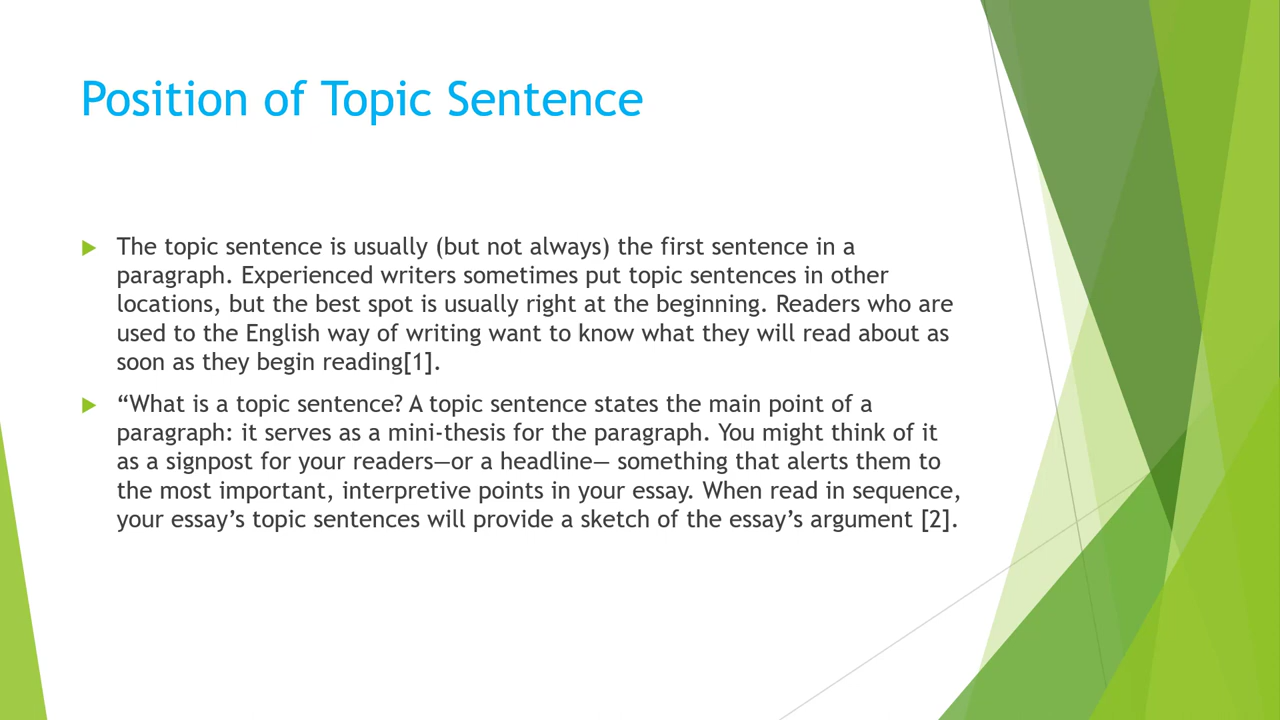 Position of Topic Sentence
The topic sentence is usually (but not always) the first sentence in a
paragraph. Experienced writers sometimes put topic sentences in other
locations, but the best spot is usually right at the beginning. Readers who are
used to the English way of writing want to know what they will read about as
soon as they begin reading[1].
“What is a topic sentence? A topic sentence states the main point of a
paragraph: it serves as a mini-thesis for the paragraph. You might think of it
as a signpost for your readers—or a headline— something that alerts them to
the most important, interpretive points in your essay. When read in sequence,
your essay’s topic sentences will provide a sketch of the essay’s argument [2].